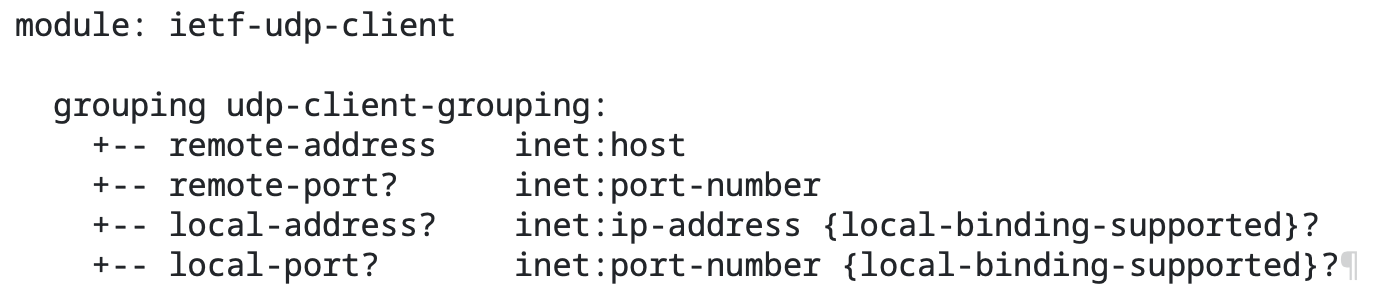 module: ietf-udp-client
grouping udp-client-grouping:
+-- remote-address    inet:host
+-- remote-port?      inet:port-number
+-- local-address?    inet:ip-address {local-binding-supported}?
+-- local-port?       inet:port-number {local-binding-supported}?¶